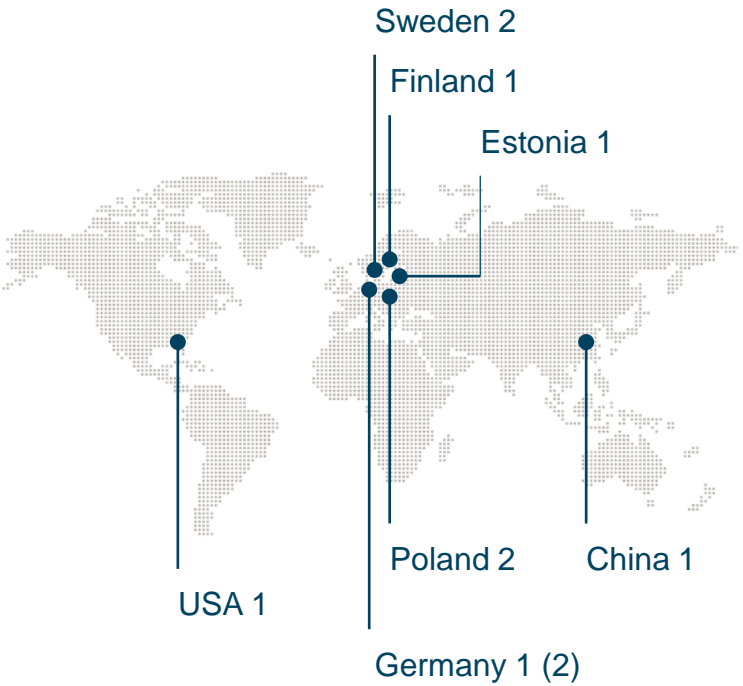 Sweden 2
Finland 1
Estonia 1
Poland 2
China 1
USA 1
Germany 1 (2)